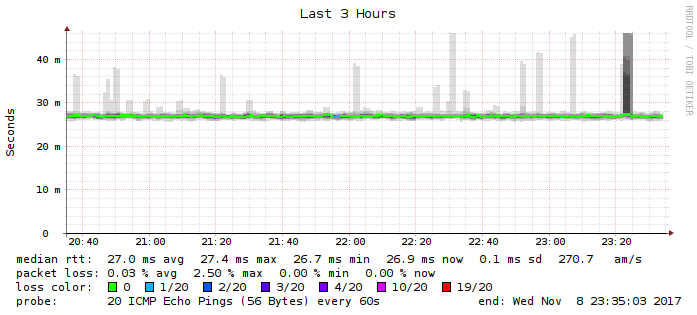 Last 3 Hours
RRDTOOL / TOBI OETIKER
Seconds
40 m
30 m
20 m
10 m
0
20:40 21:00 21:20 21:40 22:00 22:20 22:40 23:00 23:20
median rtt: 27.0 ms avg 27.4 ms max 26.7 ms min 26.9 ms now 0.1 ms sd 270.7 am/s
packet loss: 0.03 % avg 2.50 % max 0.00 % min 0.00 % now
loss color: 0 1/20 2/20 3/20 4/20 10/20 19/20
probe: 20 ICMP Echo Pings (56 Bytes) every 60s end: Wed Nov 8 23:35:03 2017